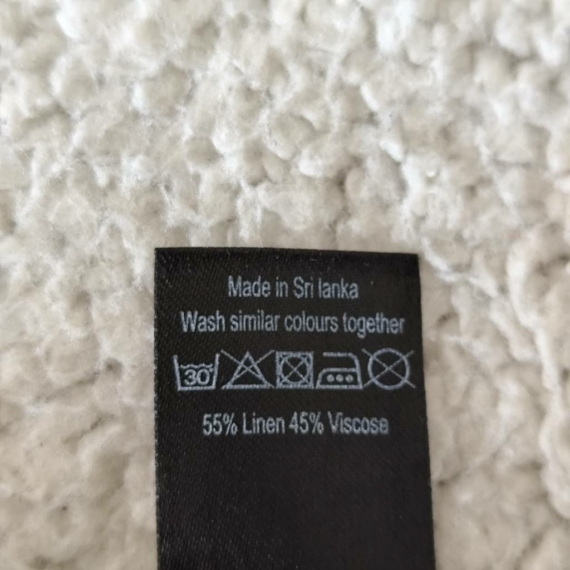 Made in Sri lanka
Wash similar colours together
30
55% Linen 45% Viscose